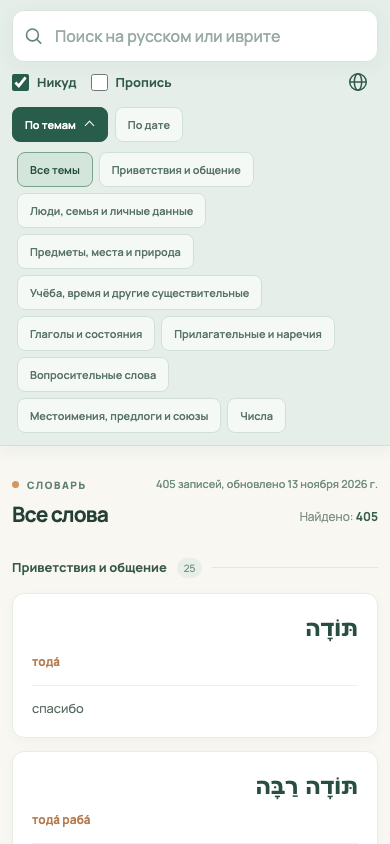 Поиск на русском или иврите
Никуд Пропись
По темам По дате
Все темы Приветствия и общение
Люди, семья и личные данные
Предметы, места и природа
Учёба, время и другие существительные
Глаголы и состояния Прилагательные и наречия
Вопросительные слова
Местоимения, предлоги и союзы Числа
СЛОВАРЬ 405 записей, обновлено 13 ноября 2026 г.
Все слова Найдено: 405
Приветствия и общение 25
תּוֹדָה
тода́
спасибо
תּוֹדָה רַבָּה
тода́ раба́